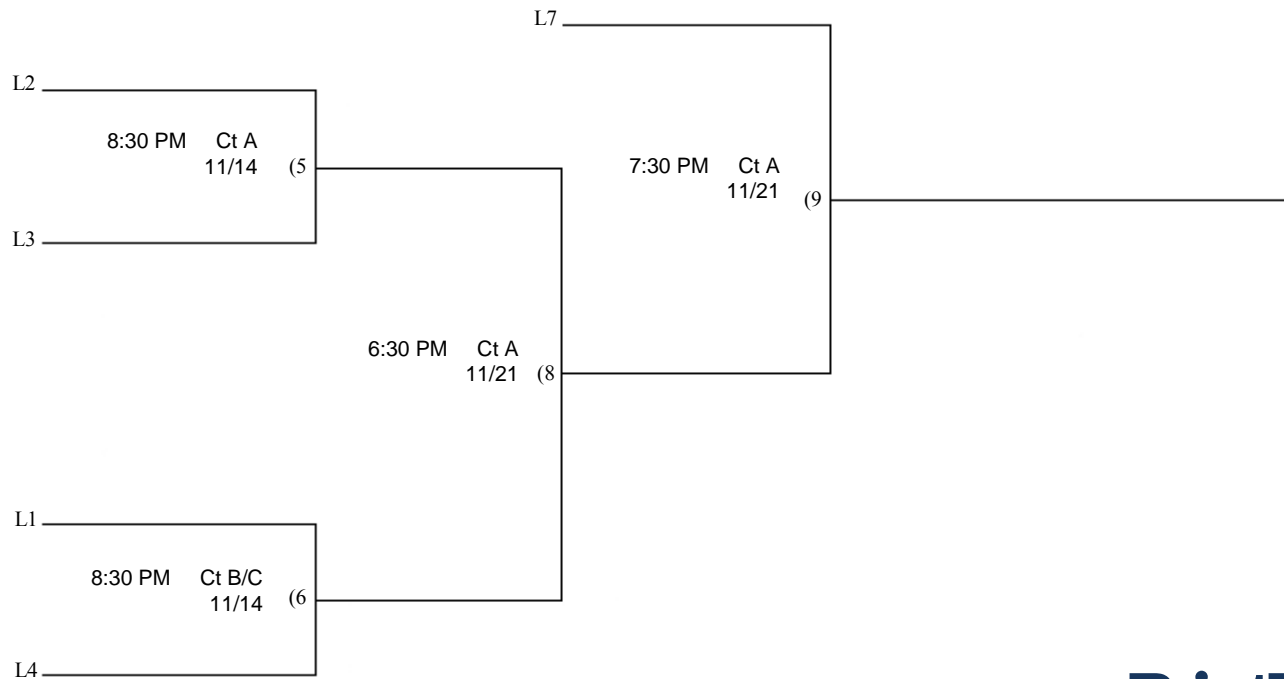 L7
L2
8:30 PM Ct A
11/14 (5
7:30 PM Ct A
11/21 (9
L3
6:30 PM Ct A
11/21 (8
L1
8:30 PM Ct B/C
11/14 (6
L4